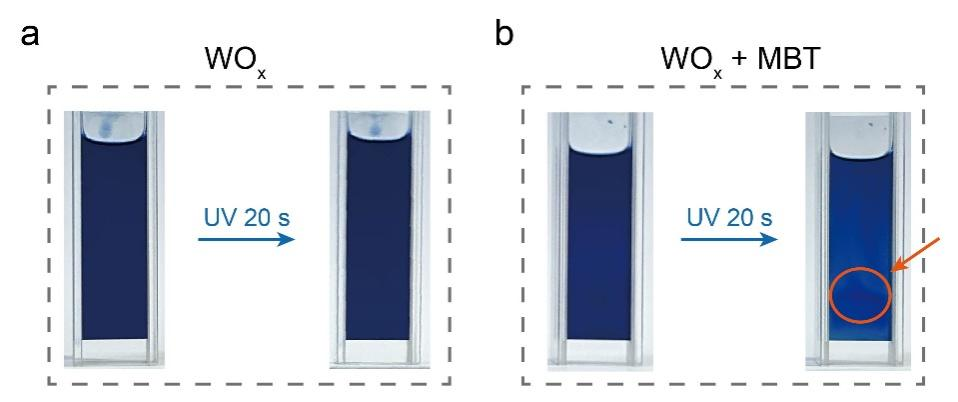 a
WOx
UV 20 s
b
WOx + MBT
UV 20 s